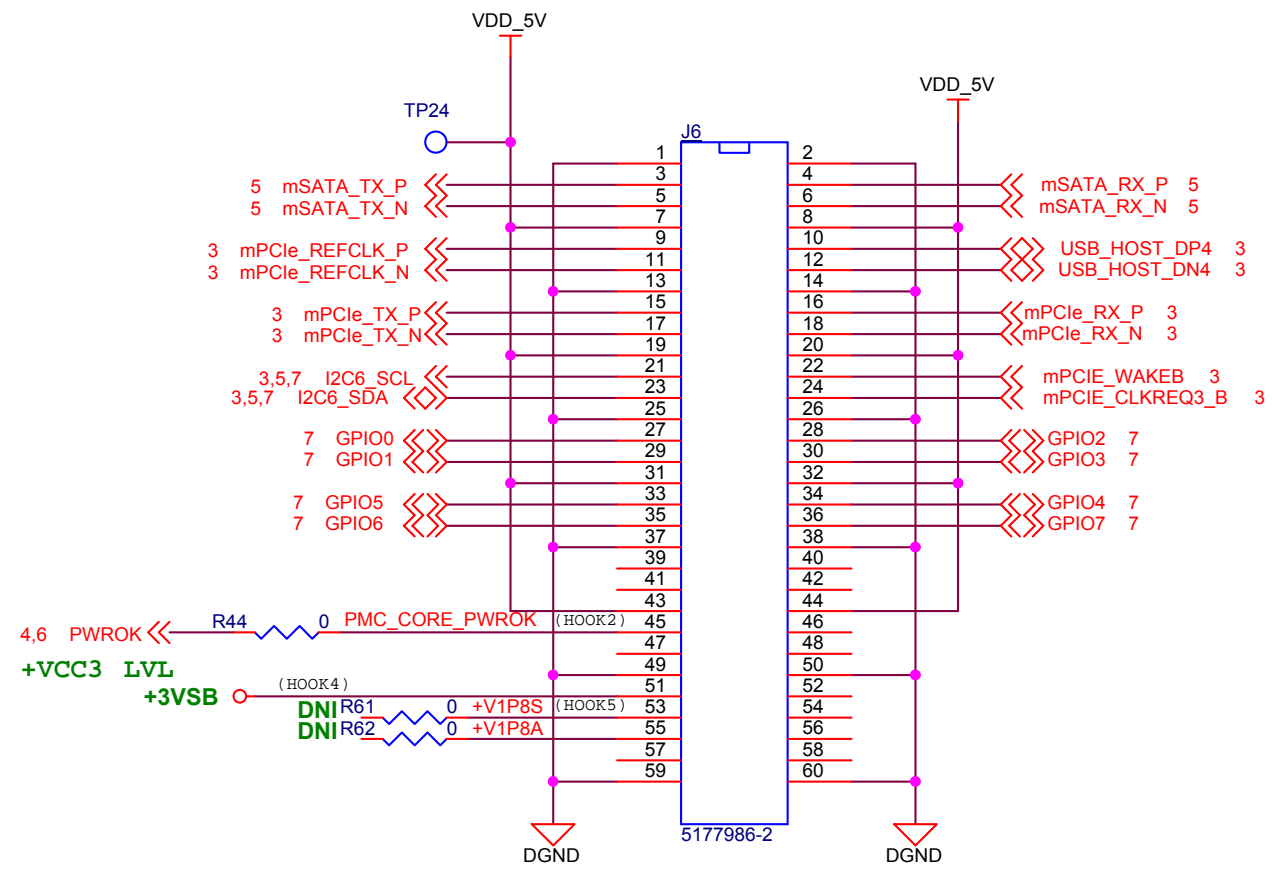 VDD_5V
VDD_5V
TP24
J6
1 2
3 4
5 mSATA_TX_P mSATA_RX_P 5
5 6
5 mSATA_TX_N mSATA_RX_N 5
7 8
9 10
3 mPCIe_REFCLK_P USB_HOST_DP4 3
11 12
3 mPCIe_REFCLK_N USB_HOST_DN4 3
13 14
15 16
3 mPCIe_TX_P mPCIe_RX_P 3
17 18
3 mPCIe_TX_N mPCIe_RX_N 3
19 20
21 22
3,5,7 I2C6_SCL mPCIE_WAKEB 3
23 24
3,5,7 I2C6_SDA mPCIE_CLKREQ3_B 3
25 26
27 28
7 GPIO0 GPIO2 7
29 30
7 GPIO1 GPIO3 7
31 32
33 34
7 GPIO5 GPIO4 7
35 36
7 GPIO6 GPIO7 7
37 38
39 40
41 42
43 44
R44 0 PMC_CORE_PWROK (HOOK2) 45 46
4,6 PWROK
47 48
+VCC3 LVL 49 50
(HOOK4) 51 52
+3VSB
DNI R61 0 +V1P8S (HOOK5) 53 54
DNI R62 0 +V1P8A 55 56
57 58
59 60
5177986-2
DGND DGND